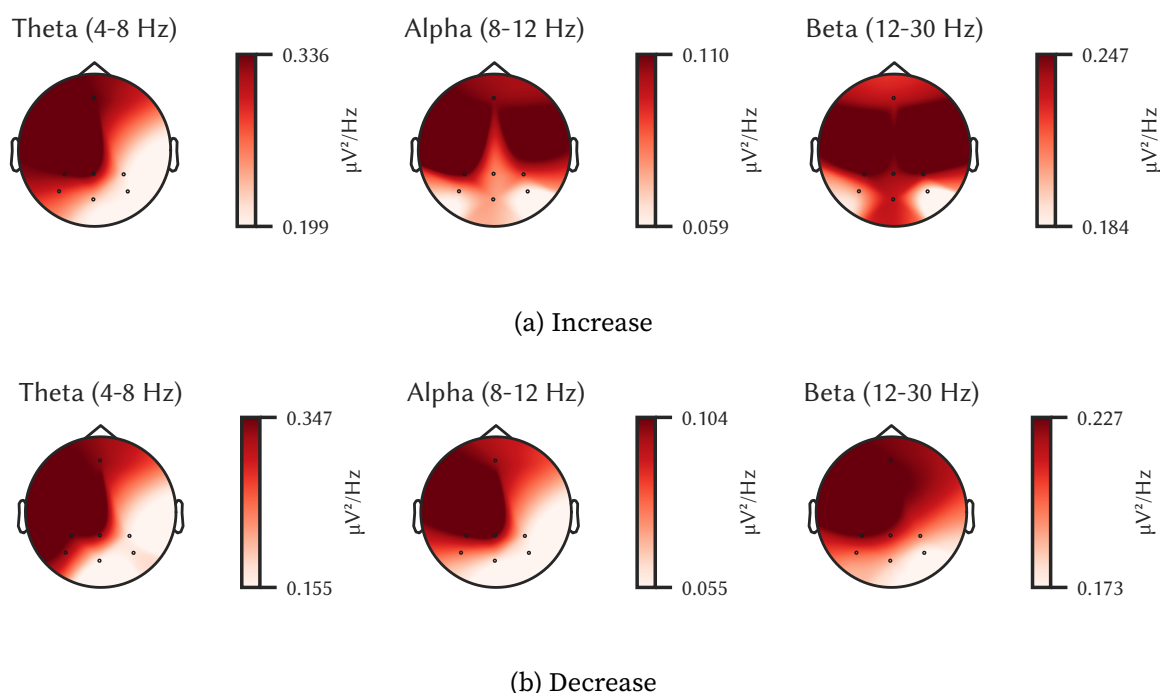 Theta (4-8 Hz)
Alpha (8-12 Hz)
Beta (12-30 Hz)
0.336
0.199
µV²/Hz
0.110
0.059
µV²/Hz
0.247
0.184
µV²/Hz
(a) Increase
Theta (4-8 Hz)
Alpha (8-12 Hz)
Beta (12-30 Hz)
0.347
0.155
µV²/Hz
0.104
0.055
µV²/Hz
0.227
0.173
µV²/Hz
(b) Decrease